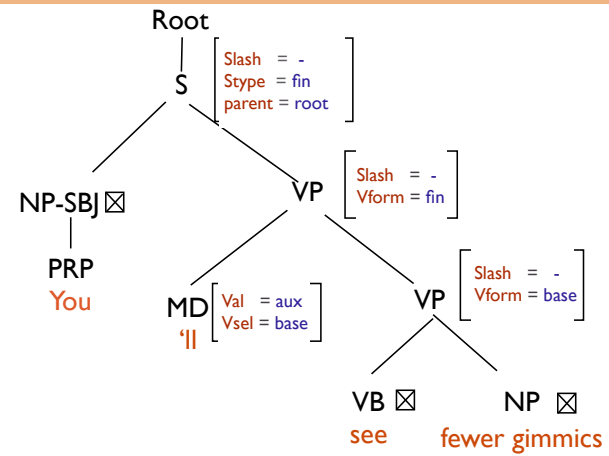 Root
S
Slash = -
Stype = fin
parent = root
NP-SBJ ☒
VP
Slash = -
Vform = fin
PRP
You
MD
Val = aux
Vsel = base
'll
VP
Slash = -
Vform = base
VB ☒
NP ☒
see
fewer gimmics